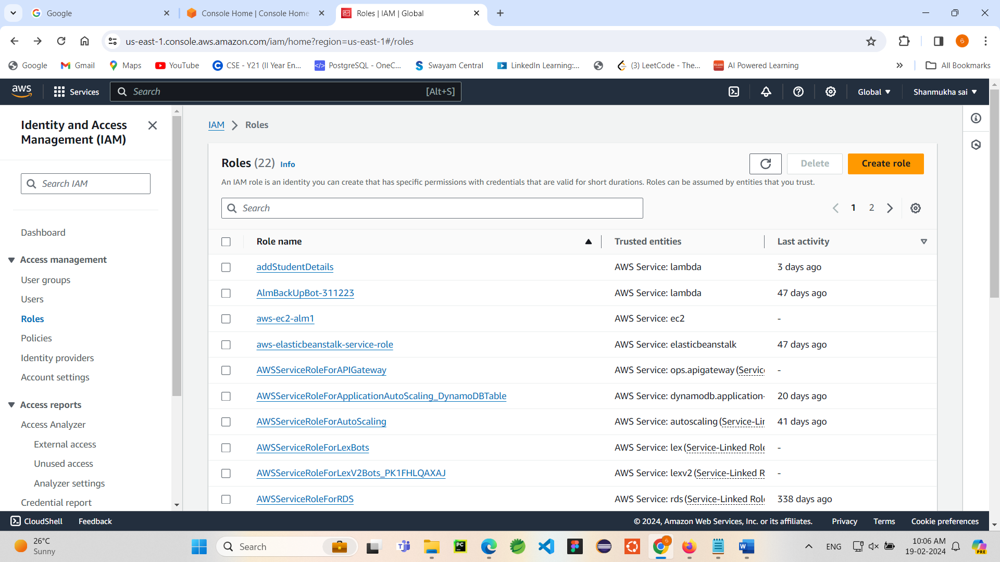 Google
Console Home | Console Home
Roles | IAM | Global
us-east-1.console.aws.amazon.com/iam/home?region=us-east-1#/roles
Google
Gmail
Maps
YouTube
CSE - Y21 (II Year En...
PostgreSQL - OneC...
Swayam Central
LinkedIn Learning:...
(3) LeetCode - The...
AI Powered Learning
All Bookmarks
aws
Services
Search
[Alt+S]
Global
Shanmukha sai
Identity and Access
Management (IAM)
Search IAM
Dashboard
Access management
User groups
Users
Roles
Policies
Identity providers
Account settings
Access reports
Access Analyzer
External access
Unused access
Analyzer settings
Credential report
IAM
Roles
Roles (22) Info
Delete
Create role
An IAM role is an identity you can create that has specific permissions with credentials that are valid for short durations. Roles can be assumed by entities that you trust.
Search
1
2
Role name
Trusted entities
Last activity
addStudentDetails
AWS Service: lambda
3 days ago
AlmBackUpBot-311223
AWS Service: lambda
47 days ago
aws-ec2-alm1
AWS Service: ec2
-
aws-elasticbeanstalk-service-role
AWS Service: elasticbeanstalk
47 days ago
AWSServiceRoleForAPIGateway
AWS Service: ops.apigateway (Servic
-
AWSServiceRoleForApplicationAutoScaling_DynamoDBTable
AWS Service: dynamodb.application-
20 days ago
AWSServiceRoleForAutoScaling
AWS Service: autoscaling (Service-Lin
41 days ago
AWSServiceRoleForLexBots
AWS Service: lex (Service-Linked Role
-
AWSServiceRoleForLexV2Bots_PK1FHLQAXAJ
AWS Service: lexv2 (Service-Linked R
-
AWSServiceRoleForRDS
AWS Service: rds (Service-Linked Role
338 days ago
CloudShell
Feedback
© 2024, Amazon Web Services, Inc. or its affiliates.
Privacy
Terms
Cookie preferences
26°C
Sunny
Search
ENG
10:06 AM
19-02-2024